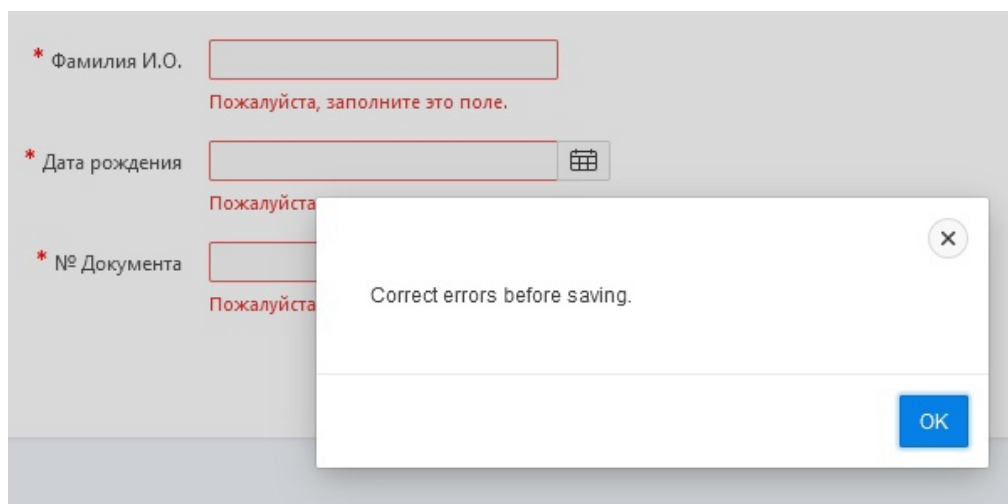 * Фамилия И.О.
Пожалуйста, заполните это поле.
* Дата рождения
Пожалуйста
* № Документа
Пожалуйста
Correct errors before saving.
OK